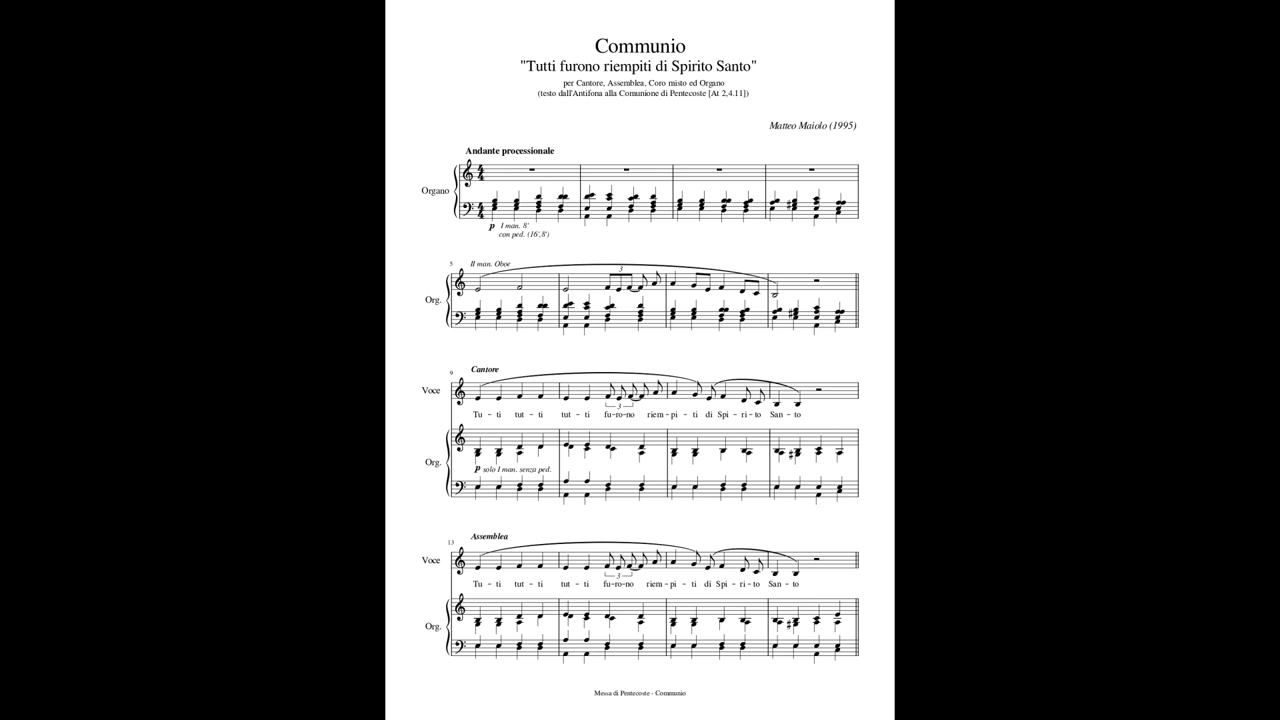 Communio
"Tutti furono riempiti di Spirito Santo"
per Cantore, Assemblea, Coro misto ed Organo
(testo dall'Antifona alla Comunione di Pentecoste [At 2,4.11])
Matteo Maiolo (1995)
Andante processionale
Organo
p I man. 8'
con ped. (16',8')
5
II man. Oboe
3
Org.
9
Cantore
Voce
3
Tu - ti tut - ti tut - ti fu-ro-no riem-pi - ti di Spi - ri - to San - to
Org.
p solo I man. senza ped.
13
Assemblea
Voce
3
Tu - ti tut - ti tut - ti fu-ro-no riem-pi - ti di Spi - ri - to San - to
Org.
Messa di Pentecoste - Communio